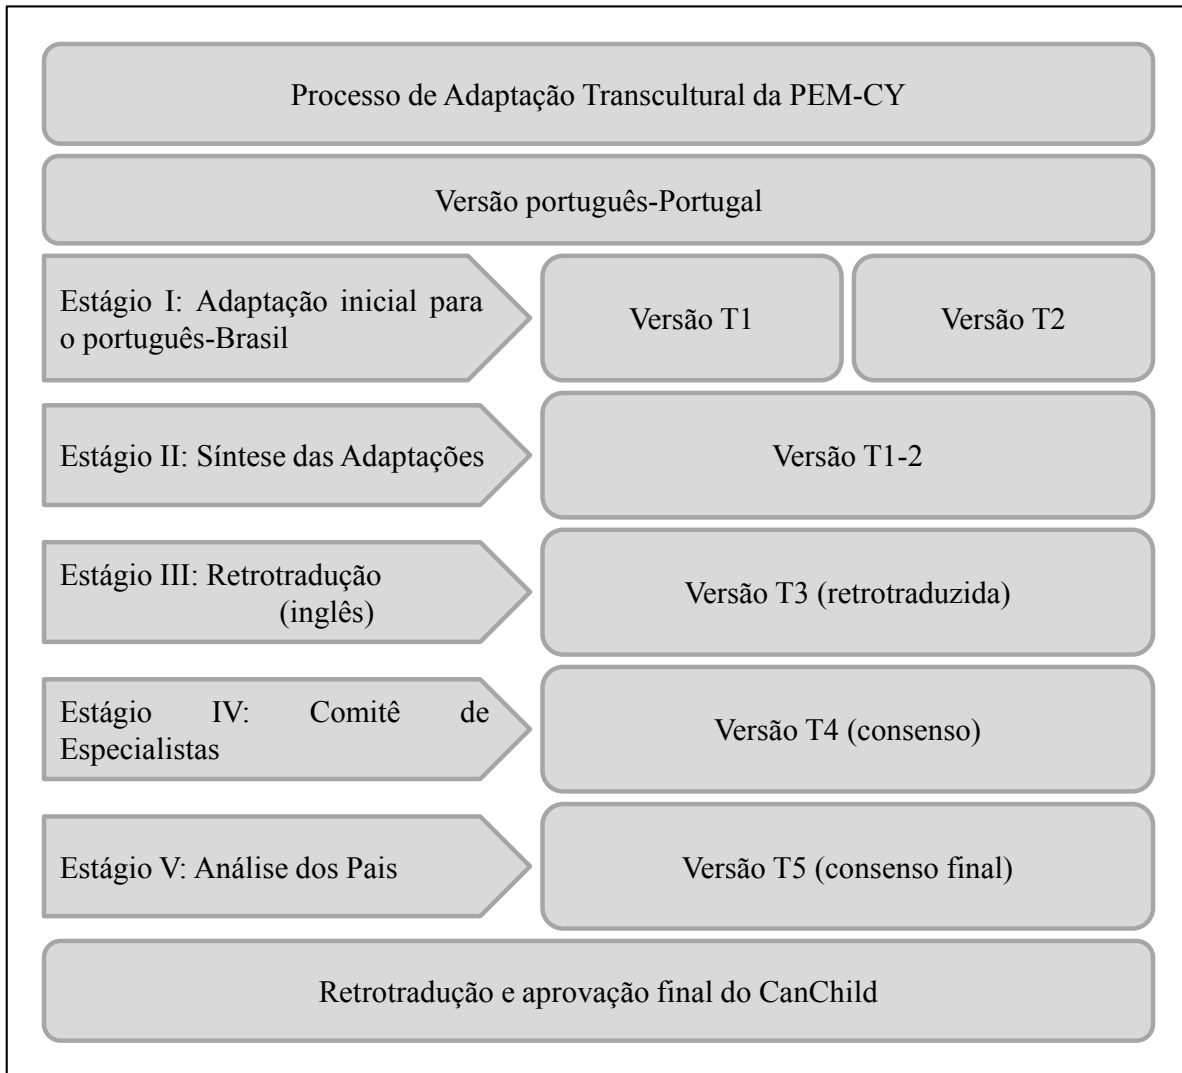 Processo de Adaptação Transcultural da PEM-CY
Versão português-Portugal
Estágio I: Adaptação inicial para
o português-Brasil
Versão T1
Versão T2
Estágio II: Síntese das Adaptações
Versão T1-2
Estágio III: Retrotradução
(inglês)
Versão T3 (retrotraduzida)
Estágio IV: Comitê de
Especialistas
Versão T4 (consenso)
Estágio V: Análise dos Pais
Versão T5 (consenso final)
Retrotradução e aprovação final do CanChild